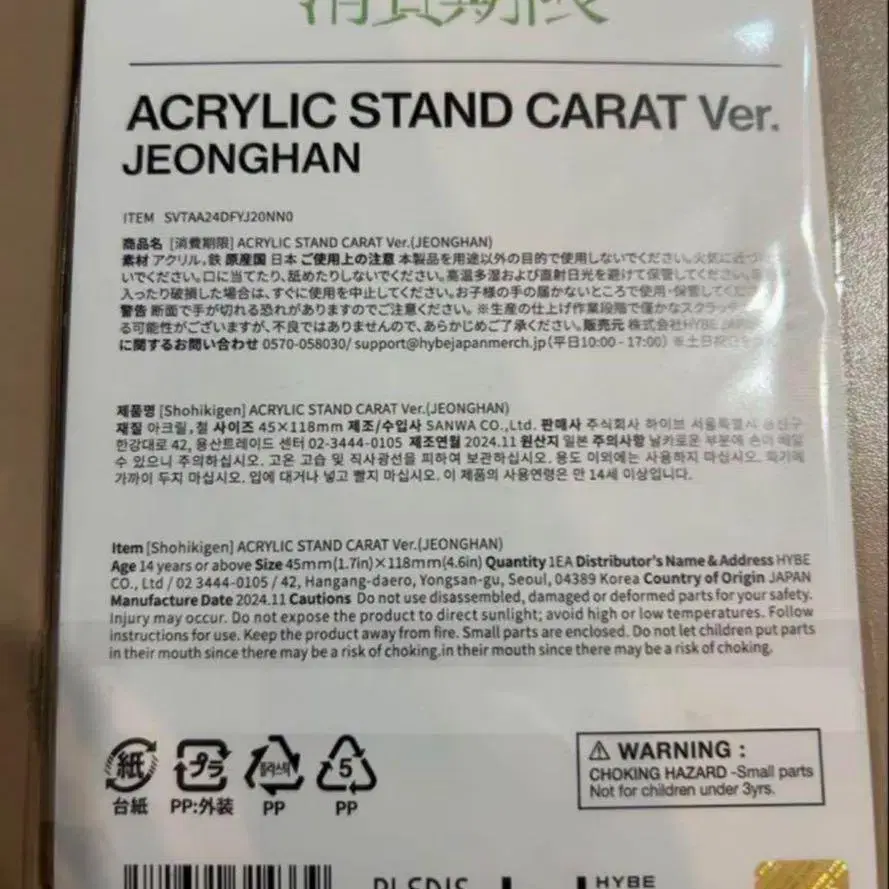 消費期限
ACRYLIC STAND CARAT Ver.
JEONGHAN
ITEM SVTAA24DFYJ20NN0
商品名 [消費期限] ACRYLIC STAND CARAT Ver.(JEONGHAN)
素材 アクリル,鉄 原産国 日本 ご使用上の注意 本製品を用途以外の目的で使用しないでください。火気に近づ
いでください。口に当てたり、舐めたりしないでください。高温多湿および直射日光を避けて保管してください。
入ったり破損した場合は、すぐに使用を中止してください。お子様の手の届かないところで使用・保管してくださ
警告 断面で手が切れる恐れがありますのでご注意ください。※生産の仕上げ作業段階で僅かなスクラッチ
る可能性がございますが、不良ではありませんので、あらかじめご了承ください。販売元 株式会社HYBE JAPAN
に関するお問い合わせ 0570-058030/ support@hybejapanmerch.jp(平日10:00 - 17:00) ※土日祝日を
제품명 [Shohikigen] ACRYLIC STAND CARAT Ver.(JEONGHAN)
재질 아크릴,철 사이즈 45×118mm 제조/수입사 SANWA CO.,Ltd. 판매사 주식회사 하이브 서울특별시 용산구
한강대로 42, 용산트레이드 센터 02-3444-0105 제조연월 2024.11 원산지 일본 주의사항 날카로운 부분에 손이 베일
수 있으니 주의하십시오. 고온 고습 및 직사광선을 피하여 보관하십시오. 용도 이외에는 사용하지 마십시오. 화기에
가까이 두지 마십시오. 입에 대거나 넣고 빨지 마십시오. 이 제품의 사용연령은 만 14세 이상입니다.
Item [Shohikigen] ACRYLIC STAND CARAT Ver.(JEONGHAN)
Age 14 years or above Size 45mm(1.7in)×118mm(4.6in) Quantity 1EA Distributor's Name & Address HYBE
CO., Ltd / 02 3444-0105 / 42, Hangang-daero, Yongsan-gu, Seoul, 04389 Korea Country of Origin JAPAN
Manufacture Date 2024.11 Cautions Do not use disassembled, damaged or deformed parts for your safety.
Injury may occur. Do not expose the product to direct sunlight; avoid high or low temperatures. Follow
instructions for use. Keep the product away from fire. Small parts are enclosed. Do not let children put parts
in their mouth since there may be a risk of choking.in their mouth since there may be a risk of choking.
紙 プラ 플라스틱 5
台紙 PP:外装 PP PP
⚠ WARNING :
CHOKING HAZARD -Small parts
Not for children under 3yrs.
PLEDIS
HYBE